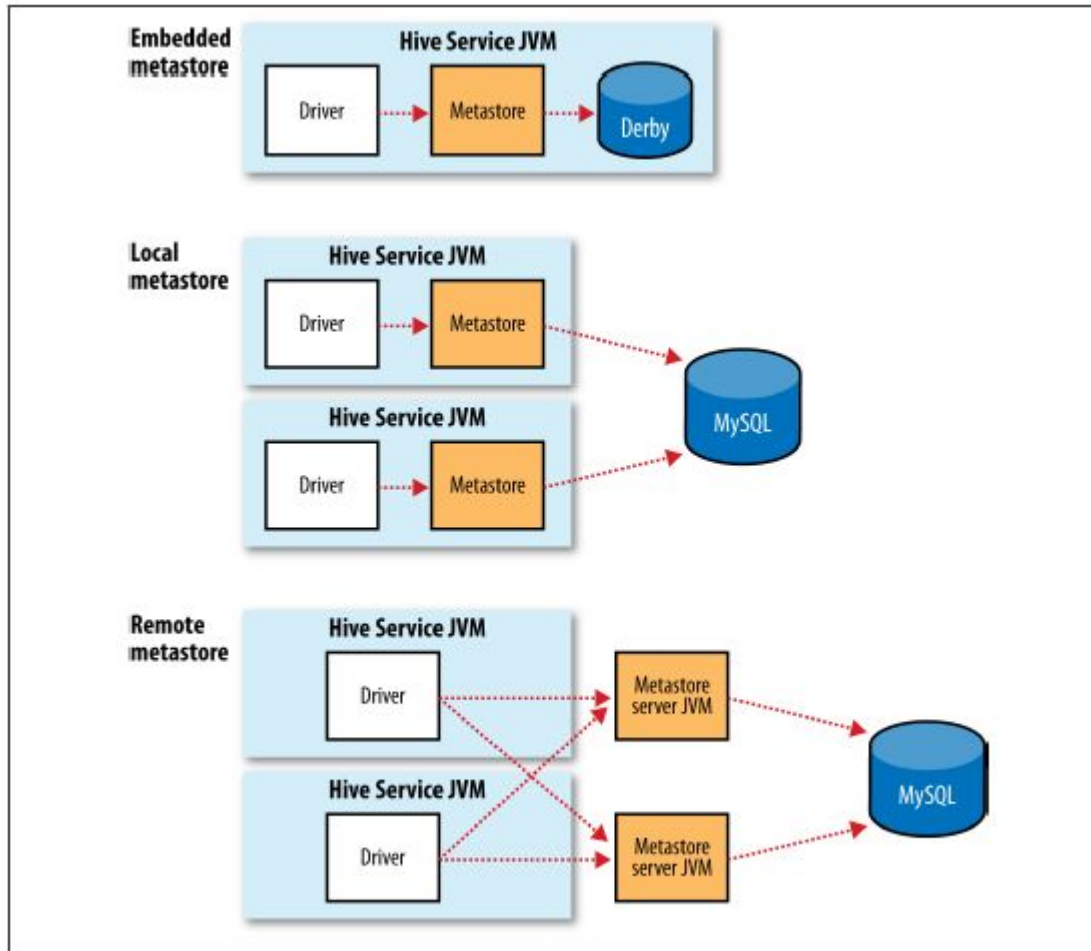 Embedded
metastore
Hive Service JVM
Driver
Metastore
Derby
Local
metastore
Hive Service JVM
Driver
Metastore
Hive Service JVM
Driver
Metastore
MySQL
Remote
metastore
Hive Service JVM
Driver
Metastore
server JVM
Hive Service JVM
Driver
Metastore
server JVM
MySQL